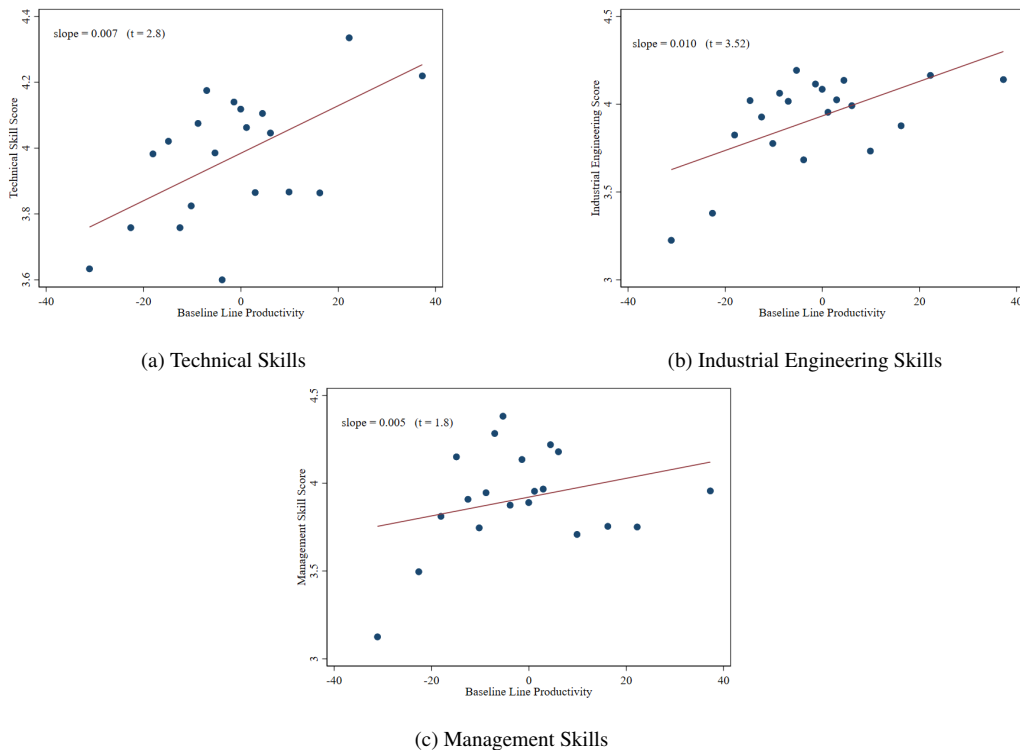 slope = 0.007 (t = 2.8)
Technical Skill Score
4.4
4.2
4
3.8
3.6
-40 -20 0 20 40
Baseline Line Productivity
(a) Technical Skills
slope = 0.010 (t = 3.52)
Industrial Engineering Score
4.5
4
3.5
3
-40 -20 0 20 40
Baseline Line Productivity
(b) Industrial Engineering Skills
slope = 0.005 (t = 1.8)
Management Skill Score
4.5
4
3.5
3
-40 -20 0 20 40
Baseline Line Productivity
(c) Management Skills